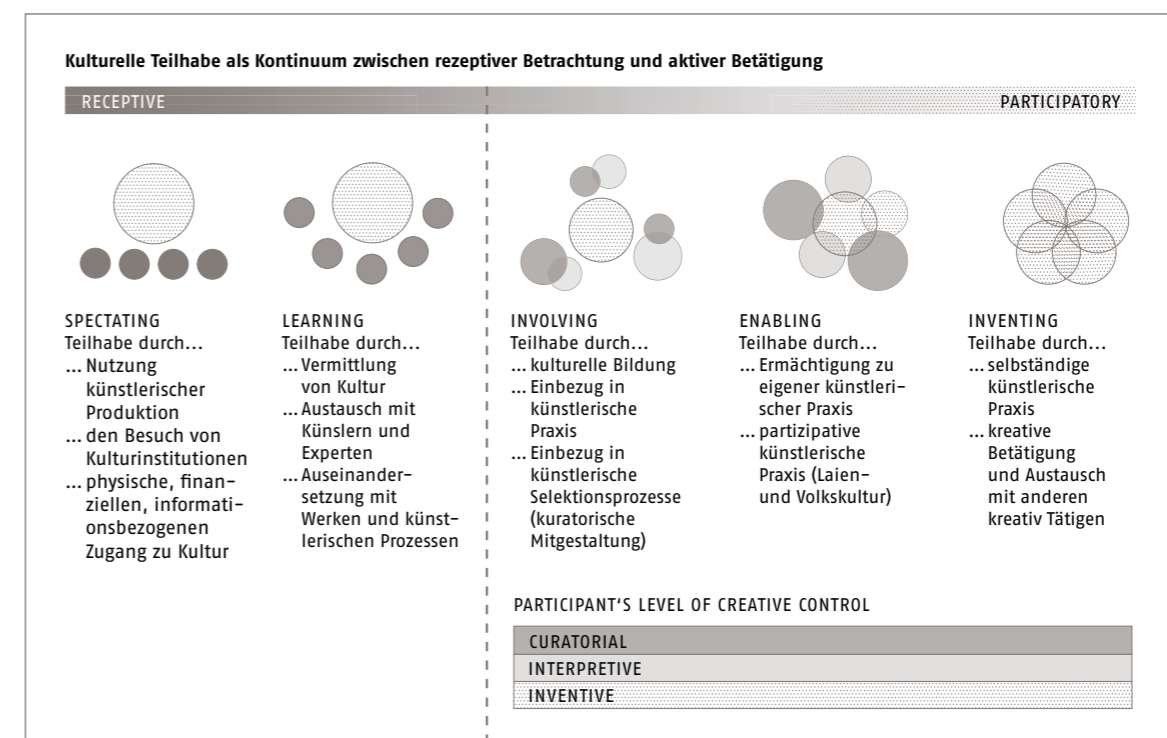 Kulturelle Teilhabe als Kontinuum zwischen rezeptiver Betrachtung und aktiver Betätigung
RECEPTIVE
PARTICIPATORY
SPECTATING
Teilhabe durch...
... Nutzung
künstlerischer
Produktion
... den Besuch von
Kulturinstitutionen
... physische, finan-
ziellen, informati-
onsbezogenen
Zugang zu Kultur
LEARNING
Teilhabe durch...
... Vermittlung
von Kultur
... Austausch mit
Künslern und
Experten
... Auseinander-
setzung mit
Werken und künst-
lerischen Prozessen
INVOLVING
Teilhabe durch...
... kulturelle Bildung
... Einbezug in
künstlerische
Praxis
... Einbezug in
künstlerische
Selektionsprozesse
(kuratorische
Mitgestaltung)
ENABLING
Teilhabe durch...
... Ermächtigung zu
eigener künstleri-
scher Praxis
... partizipative
künstlerische
Praxis (Laien-
und Volkskultur)
INVENTING
Teilhabe durch...
... selbständige
künstlerische
Praxis
... kreative
Betätigung
und Austausch
mit anderen
kreativ Tätigen
PARTICIPANT'S LEVEL OF CREATIVE CONTROL
CURATORIAL
INTERPRETIVE
INVENTIVE